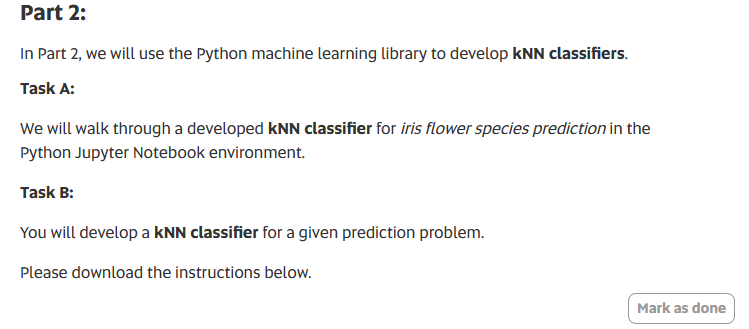 Part 2:
In Part 2, we will use the Python machine learning library to develop kNN classifiers.
Task A:
We will walk through a developed kNN classifier for iris flower species prediction in the
Python Jupyter Notebook environment.
Task B:
You will develop a kNN classifier for a given prediction problem.
Please download the instructions below.
Mark as done